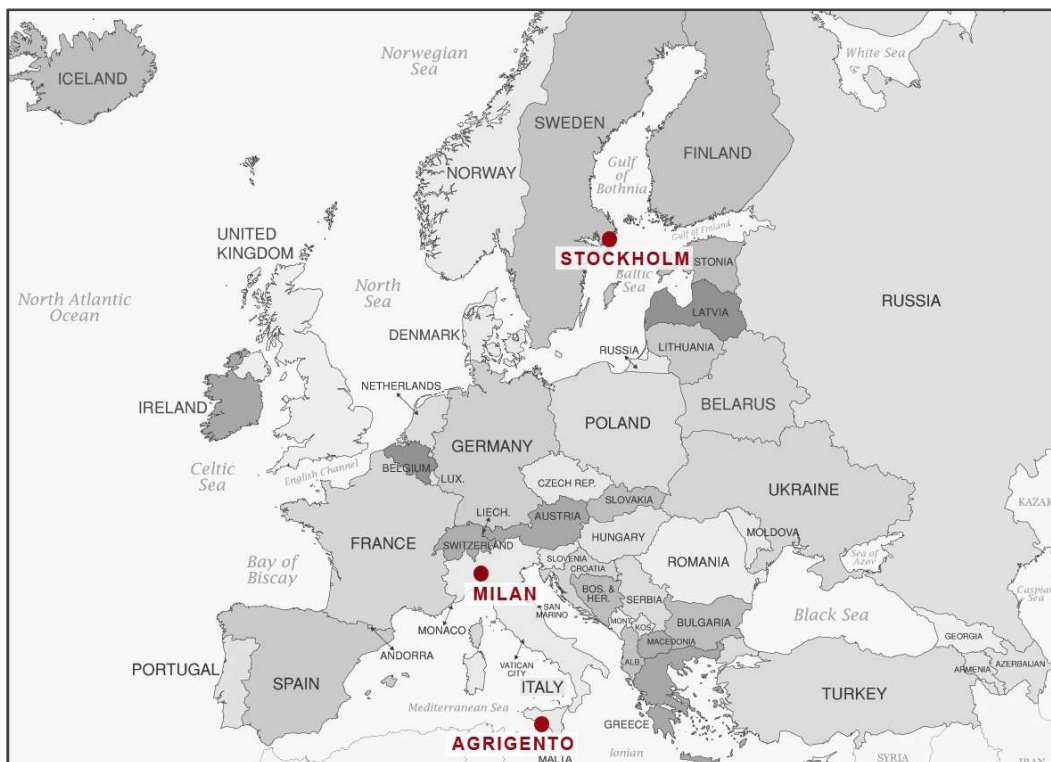 ICELAND
Norwegian
Sea
White Sea
SWEDEN
FINLAND
NORWAY
Gulf
of
Bothnia
UNITED
KINGDOM
Gulf of Finland
STOCKHOLM
STONIA
Baltic
Sea
North Atlantic
Ocean
North
Sea
RUSSIA
LATVIA
DENMARK
LITHUANIA
RUSSIA
NETHERLANDS
IRELAND
BELARUS
POLAND
GERMANY
Celtic
Sea
English Channel
BELGIUM
LUX.
CZECH REP.
UKRAINE
SLOVAKIA
KAZAK
LIECH.
AUSTRIA
MOLDOVA
FRANCE
SWITZERLAND
HUNGARY
Sea of
Azov
Bay of
Biscay
SLOVENIA
CROATIA
ROMANIA
MILAN
BOS. &
HER.
SERBIA
Caspian
Sea
SAN
MARINO
Black Sea
MONACO
MONT.
KOS.
BULGARIA
GEORGIA
ANDORRA
MACEDONIA
PORTUGAL
VATICAN
CITY
ALB.
ARMENIA
AZERBAIJAN
SPAIN
ITALY
TURKEY
Mediterranean Sea
GREECE
AGRIGENTO
MALTA
Ionian
SYRIA
IRAN